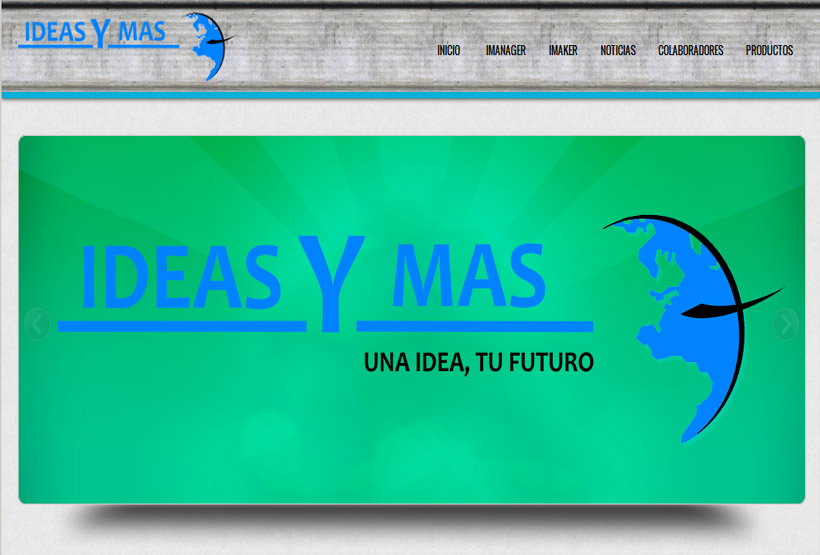 IDEAS Y MAS
INICIO IMANAGER IMAKER NOTICIAS COLABORADORES PRODUCTOS
IDEAS Y MAS
UNA IDEA, TU FUTURO